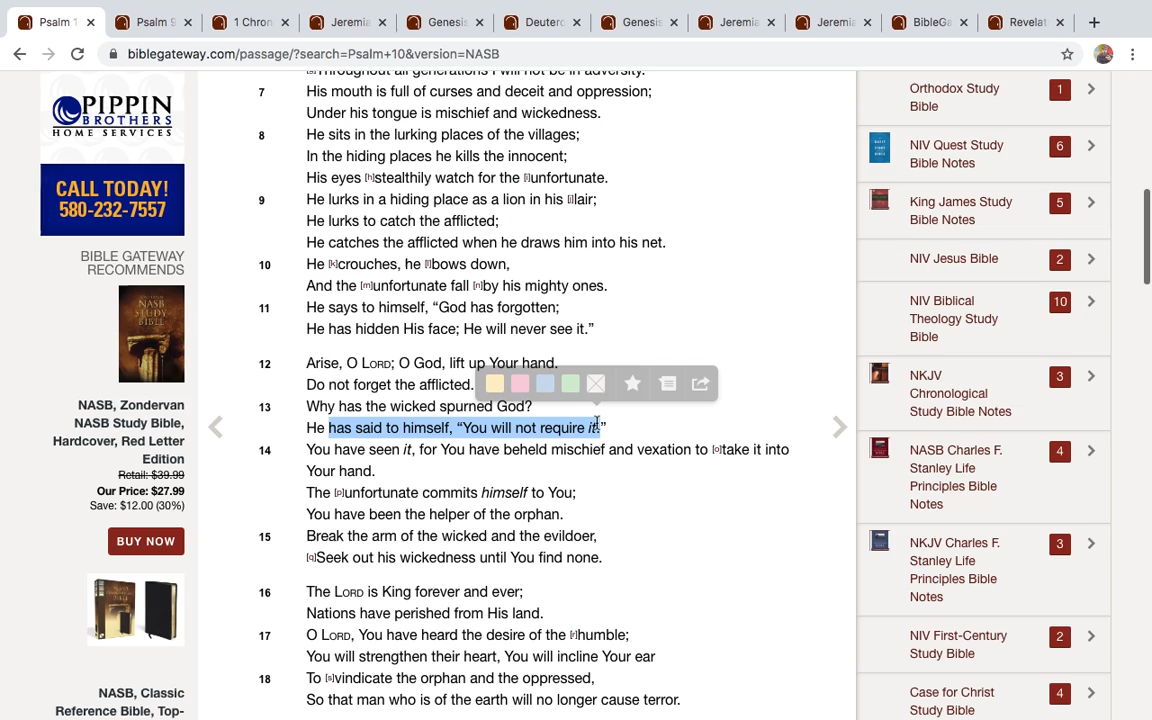 Psalm 1
Psalm 9
1 Chron
Jeremia
Genesis
Deutero
Genesis
Jeremia
Jeremia
BibleGa
Revelat
biblegateway.com/passage/?search=Psalm+10&version=NASB
PIPPIN
BROTHERS
HOME SERVICES
CALL TODAY!
580-232-7557
BIBLE GATEWAY
RECOMMENDS
NASB
STUDY
BIBLE
NASB, Zondervan
NASB Study Bible,
Hardcover, Red Letter
Edition
Retail: $39.99
Our Price: $27.99
Save: $12.00 (30%)
BUY NOW
NASB, Classic
Reference Bible, Top-
Throughout all generations I will not be in adversity."
7 His mouth is full of curses and deceit and oppression;
Under his tongue is mischief and wickedness.
8 He sits in the lurking places of the villages;
In the hiding places he kills the innocent;
His eyes [h]stealthily watch for the [i]unfortunate.
9 He lurks in a hiding place as a lion in his [j]lair;
He lurks to catch the afflicted;
He catches the afflicted when he draws him into his net.
10 He [k]crouches, he [l]bows down,
And the [m]unfortunate fall [n]by his mighty ones.
11 He says to himself, “God has forgotten;
He has hidden His face; He will never see it.”
12 Arise, O LORD; O God, lift up Your hand.
Do not forget the afflicted.
13 Why has the wicked spurned God?
He has said to himself, “You will not require it.”
14 You have seen it, for You have beheld mischief and vexation to [o]take it into
Your hand.
The [p]unfortunate commits himself to You;
You have been the helper of the orphan.
15 Break the arm of the wicked and the evildoer,
[q]Seek out his wickedness until You find none.
16 The LORD is King forever and ever;
Nations have perished from His land.
17 O LORD, You have heard the desire of the [r]humble;
You will strengthen their heart, You will incline Your ear
18 To [s]vindicate the orphan and the oppressed,
So that man who is of the earth will no longer cause terror.
Orthodox Study
Bible
1
NIV Quest Study
Bible Notes
6
King James Study
Bible Notes
5
NIV Jesus Bible
2
NIV Biblical
Theology Study
Bible
10
NKJV
Chronological
Study Bible Notes
3
NASB Charles F.
Stanley Life
Principles Bible
Notes
4
NKJV Charles F.
Stanley Life
Principles Bible
Notes
3
NIV First-Century
Study Bible
2
Case for Christ
Study Bible
4